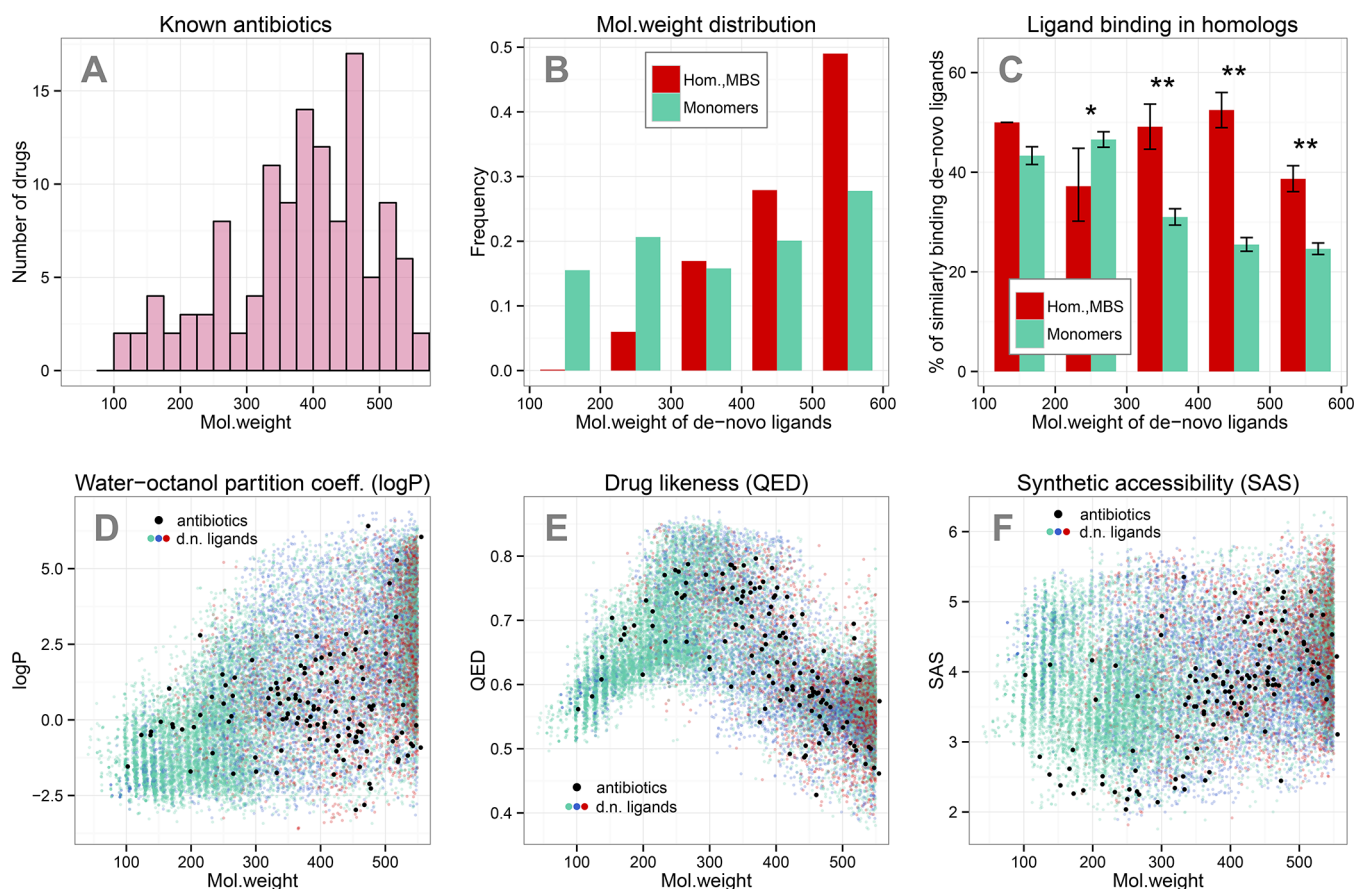 Known antibiotics
A
Number of drugs
15
10
5
0
100 200 300 400 500
Mol.weight
Mol.weight distribution
B
Hom.,MBS
Monomers
Frequency
0.5
0.4
0.3
0.2
0.1
0.0
100 200 300 400 500 600
Mol.weight of de−novo ligands
Ligand binding in homologs
C
% of similarly binding de−novo ligands
60
40
20
0
* ** ** **
Hom.,MBS
Monomers
100 200 300 400 500 600
Mol.weight of de−novo ligands
Water−octanol partition coeff. (logP)
D
antibiotics
d.n. ligands
logP
5.0
2.5
0.0
−2.5
100 200 300 400 500
Mol.weight
Drug likeness (QED)
E
QED
0.8
0.7
0.6
0.5
0.4
antibiotics
d.n. ligands
100 200 300 400 500
Mol.weight
Synthetic accessibility (SAS)
F
antibiotics
d.n. ligands
SAS
6
5
4
3
2
100 200 300 400 500
Mol.weight